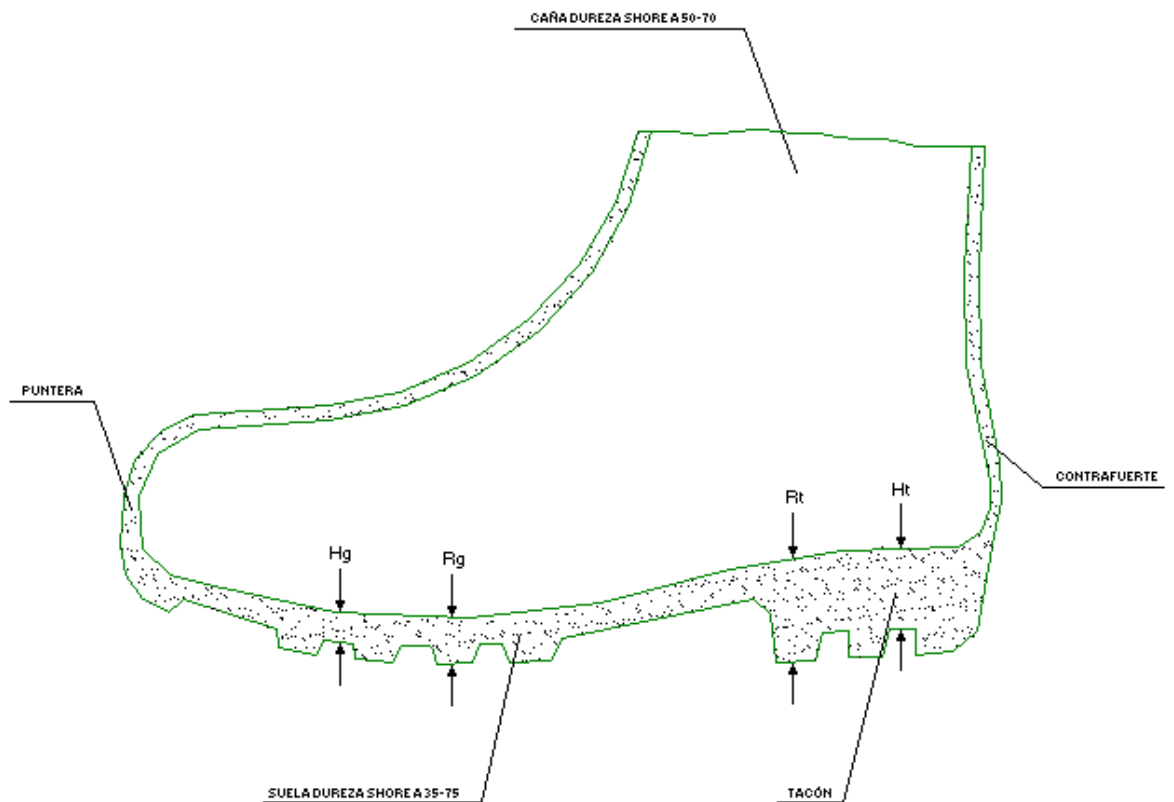 CAÑA DUREZA SHORE A 50-70
PUNTERA
CONTRAFUERTE
Rt
Ht
Hg
Rg
SUELA DUREZA SHORE A 35-75
TACÓN